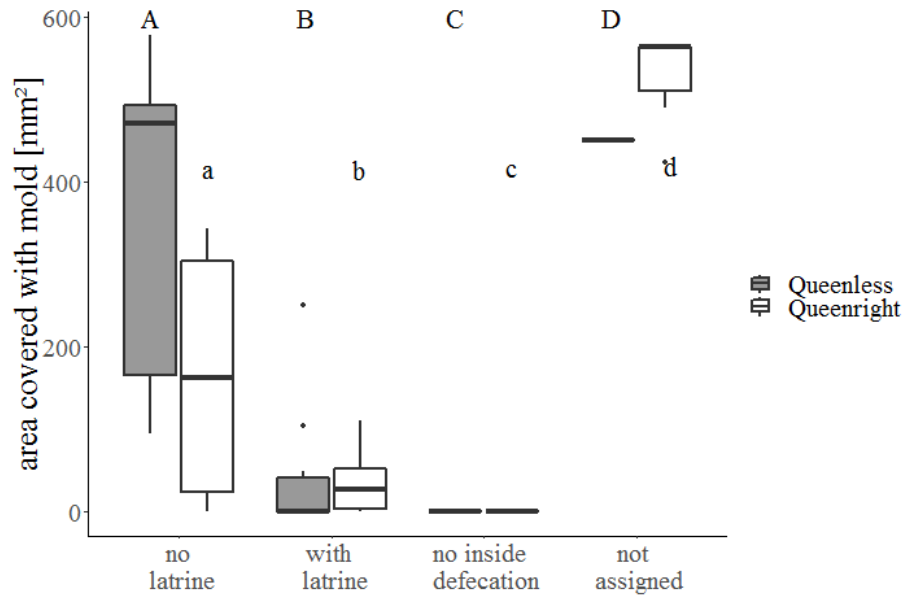 600
A
B
C
D
a
b
c
d
400
200
0
area covered with mold [mm²]
Queenless
Queenright
no
latrine
with
latrine
no inside
defecation
not
assigned